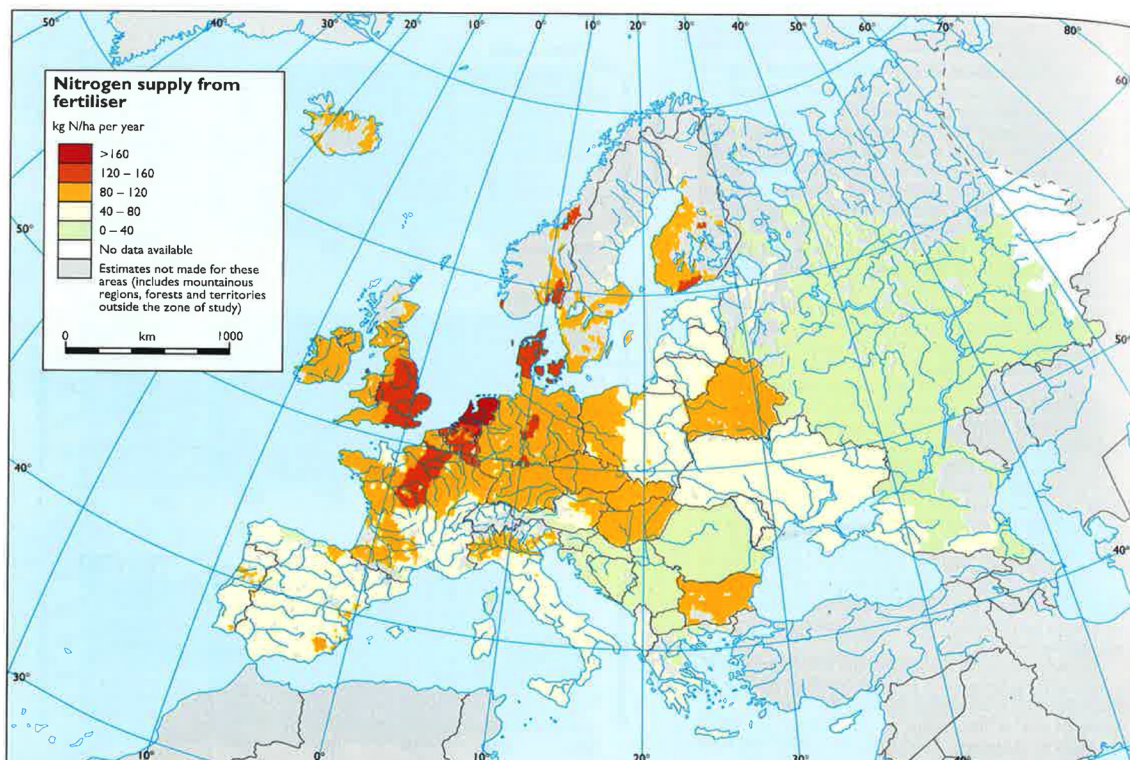 50° 40° 30° 20° 10° 0° 10° 20° 30° 40° 50° 60° 70° 80°
60°
Nitrogen supply from
fertiliser
kg N/ha per year
>160
120 – 160
80 – 120
40 – 80
0 – 40
No data available
Estimates not made for these
areas (includes mountainous
regions, forests and territories
outside the zone of study)
0 km 1000
50°
50°
40°
40°
30°
10° 0° 10° 20° 30° 40°